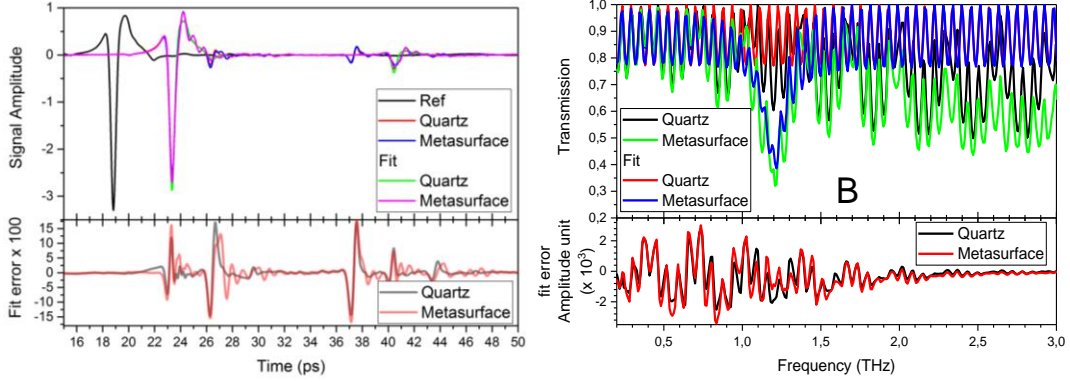 Signal Amplitude
1
0
-1
-2
-3
Ref
Quartz
Metasurface
Fit
Quartz
Metasurface
Fit error x 100
15
10
5
0
-5
-10
-15
Quartz
Metasurface
16 18 20 22 24 26 28 30 32 34 36 38 40 42 44 46 48 50
Time (ps)
Transmission
1,0
0,9
0,8
0,7
0,6
0,5
0,4
0,3
0,2
Quartz
Metasurface
Fit
Quartz
Metasurface
B
fit error
Amplitude unit
(x 10³)
2
0
-2
Quartz
Metasurface
0,5 1,0 1,5 2,0 2,5 3,0
Frequency (THz)